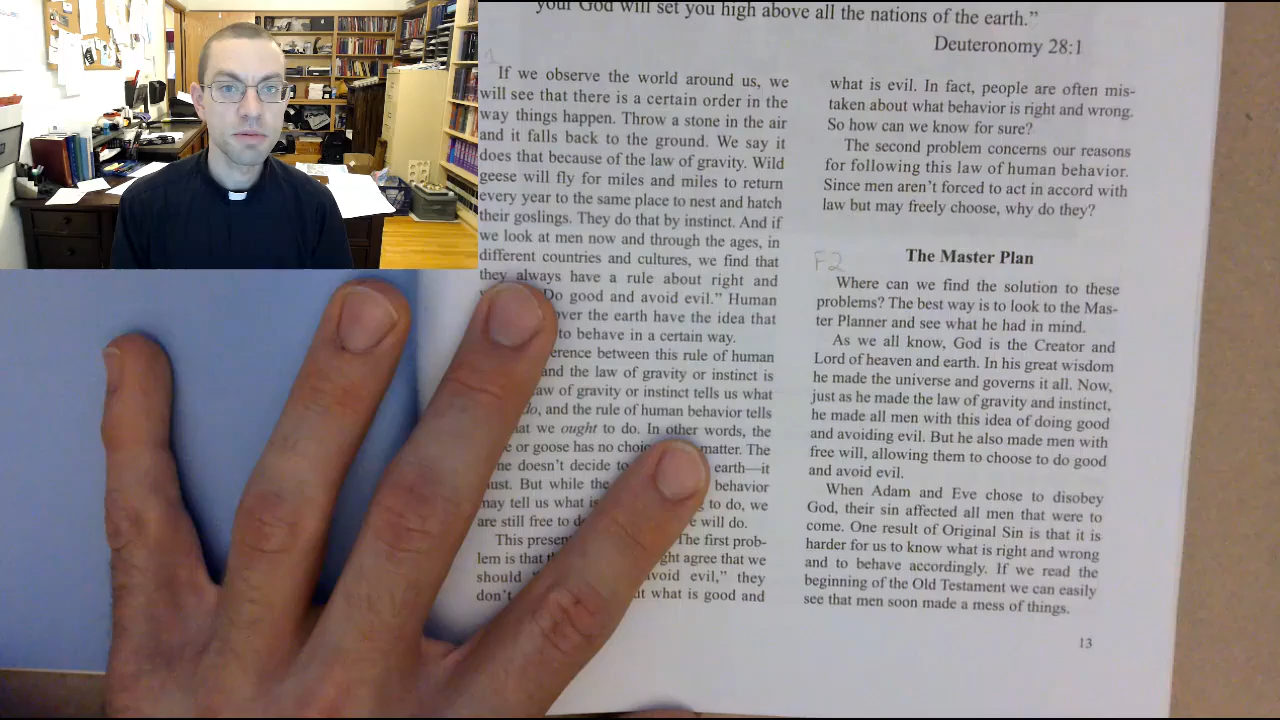 your God will set you high above all the nations of the earth.”
Deuteronomy 28:1
If we observe the world around us, we
will see that there is a certain order in the
way things happen. Throw a stone in the air
and it falls back to the ground. We say it
does that because of the law of gravity. Wild
geese will fly for miles and miles to return
every year to the same place to nest and hatch
their goslings. They do that by instinct. And if
we look at men now and through the ages, in
different countries and cultures, we find that
they always have a rule about right and
Do good and avoid evil.” Human
over the earth have the idea that
to behave in a certain way.
between this rule of human
and the law of gravity or instinct is
law of gravity or instinct tells us what
do, and the rule of human behavior tells
we ought to do. In other words, the
or goose has no matter. The
doesn’t decide to earth—it
But while the behavior
may tell us what is to do, we
are still free to will do.
This The first prob-
lem is that agree that we
should avoid evil,” they
don’t what is good and
what is evil. In fact, people are often mis-
taken about what behavior is right and wrong.
So how can we know for sure?
The second problem concerns our reasons
for following this law of human behavior.
Since men aren’t forced to act in accord with
law but may freely choose, why do they?
F2
The Master Plan
Where can we find the solution to these
problems? The best way is to look to the Mas-
ter Planner and see what he had in mind.
As we all know, God is the Creator and
Lord of heaven and earth. In his great wisdom
he made the universe and governs it all. Now,
just as he made the law of gravity and instinct,
he made all men with this idea of doing good
and avoiding evil. But he also made men with
free will, allowing them to choose to do good
and avoid evil.
When Adam and Eve chose to disobey
God, their sin affected all men that were to
come. One result of Original Sin is that it is
harder for us to know what is right and wrong
and to behave accordingly. If we read the
beginning of the Old Testament we can easily
see that men soon made a mess of things.
13